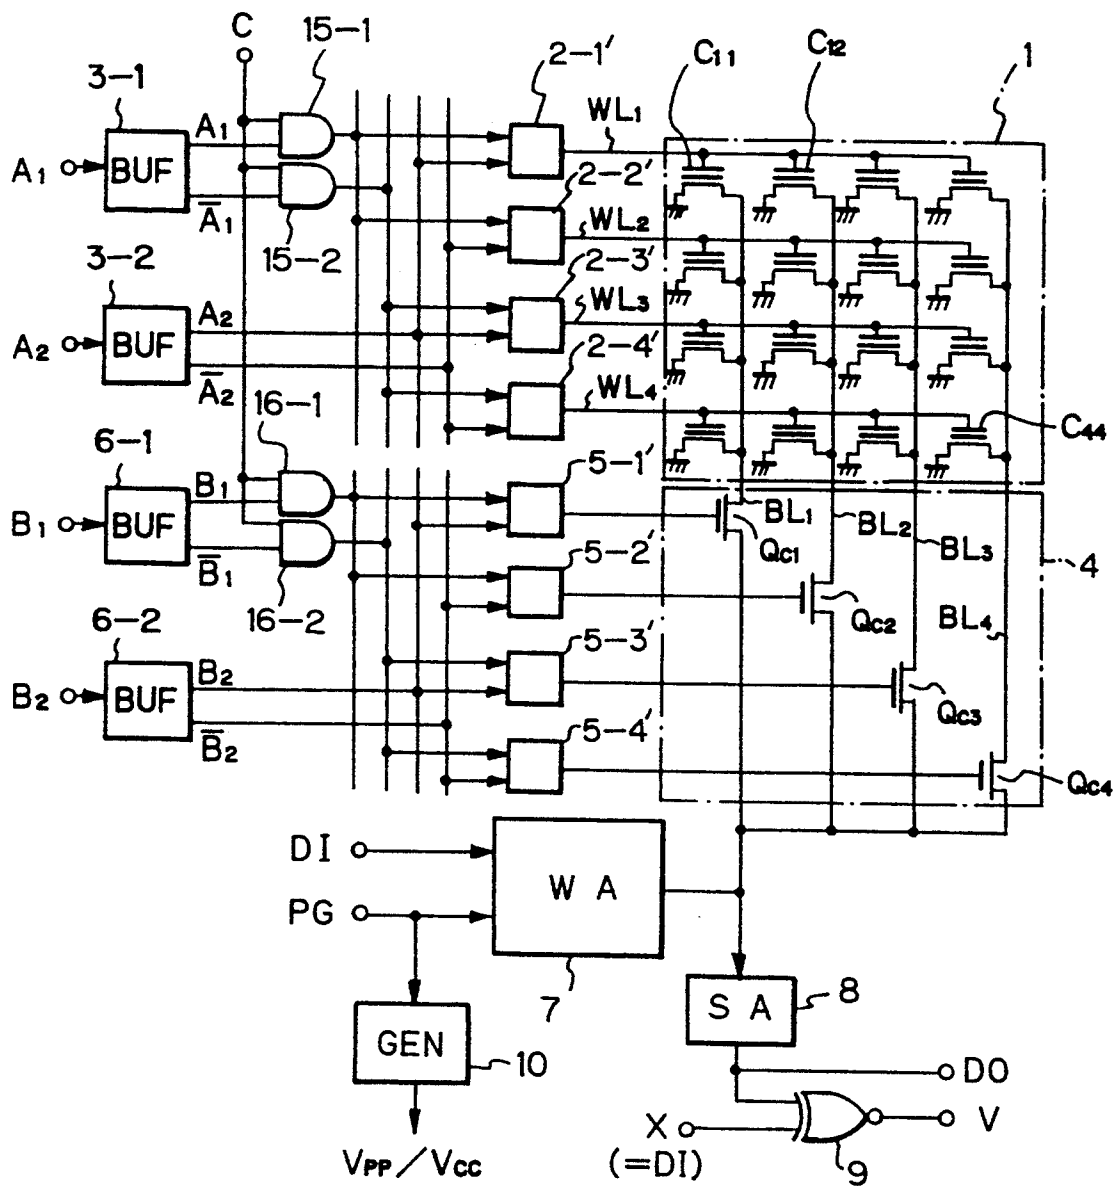 C
15-1
2-1'
C11
C12
1
3-1
A1
BUF
A1
A̅1
WL1
2-2'
15-2
WL2
3-2
2-3'
A2
BUF
A2
A̅2
WL3
2-4'
16-1
WL4
C44
6-1
5-1'
B1
BUF
B1
B̅1
BL1
BL2
BL3
QC1
4
5-2'
16-2
QC2
BL4
6-2
5-3'
B2
BUF
B2
B̅2
QC3
5-4'
QC4
DI
PG
W A
7
S A
8
GEN
10
DO
X
(=DI)
V
9
VPP/VCC